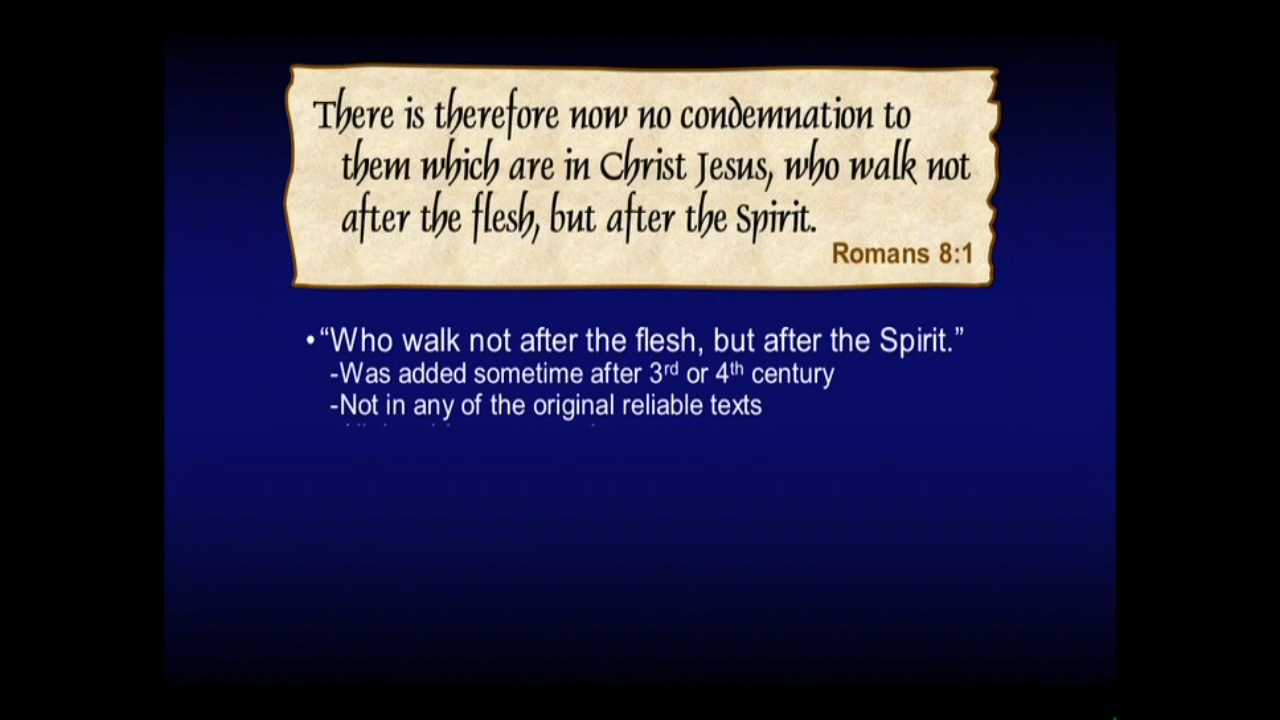 There is therefore now no condemnation to
them which are in Christ Jesus, who walk not
after the flesh, but after the Spirit.
Romans 8:1
• “Who walk not after the flesh, but after the Spirit.”
-Was added sometime after 3rd or 4th century
-Not in any of the original reliable texts